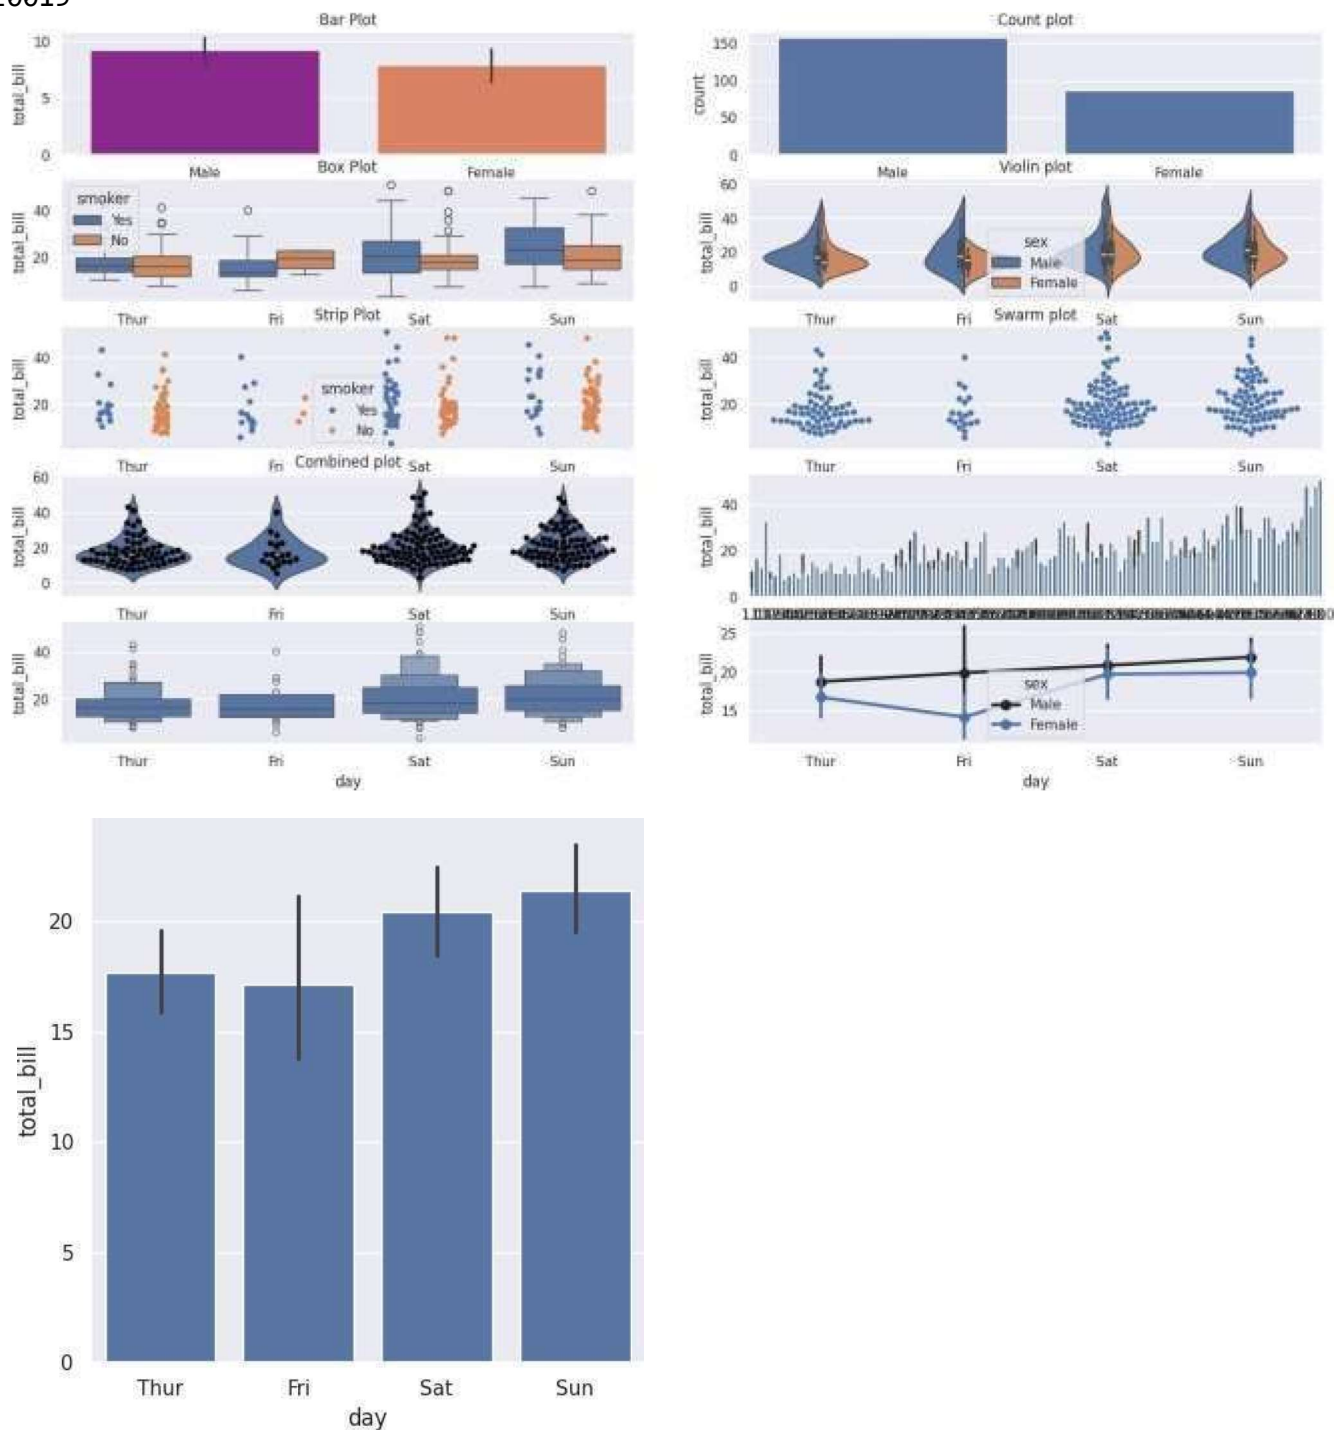 Bar Plot
10
5
0
total_bill
Male
Female
Count plot
150
100
50
0
count
Male
Female
Box Plot
smoker
Yes
No
40
20
total_bill
Thur
Fri
Sat
Sun
Violin plot
60
40
20
0
total_bill
sex
Male
Female
Thur
Fri
Sat
Sun
Strip Plot
40
20
total_bill
smoker
Yes
No
Thur
Fri
Sat
Sun
Swarm plot
40
20
total_bill
Thur
Fri
Sat
Sun
Combined plot
60
40
20
0
total_bill
Thur
Fri
Sat
Sun
40
20
0
total_bill
40
20
total_bill
Thur
Fri
Sat
Sun
day
25
20
15
total_bill
sex
Male
Female
Thur
Fri
Sat
Sun
day
20
15
10
5
0
total_bill
Thur
Fri
Sat
Sun
day